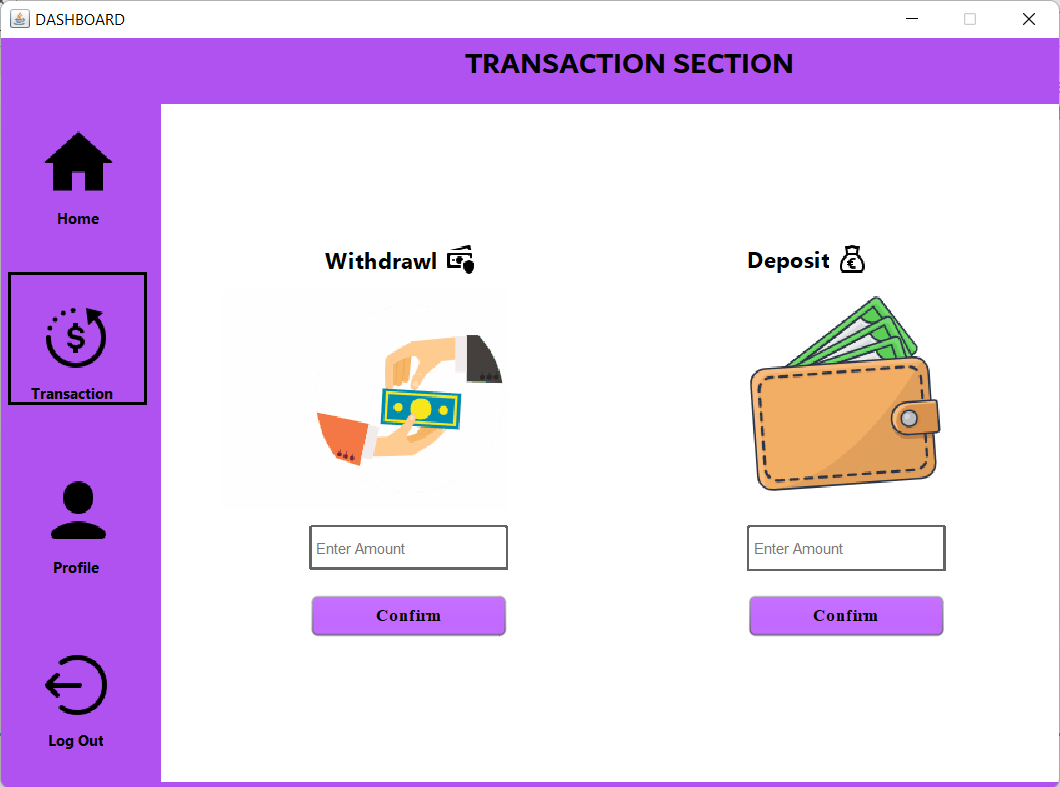 DASHBOARD
TRANSACTION SECTION
Home
Transaction
Profile
Log Out
Withdrawl
Deposit
Enter Amount
Enter Amount
Confirm
Confirm